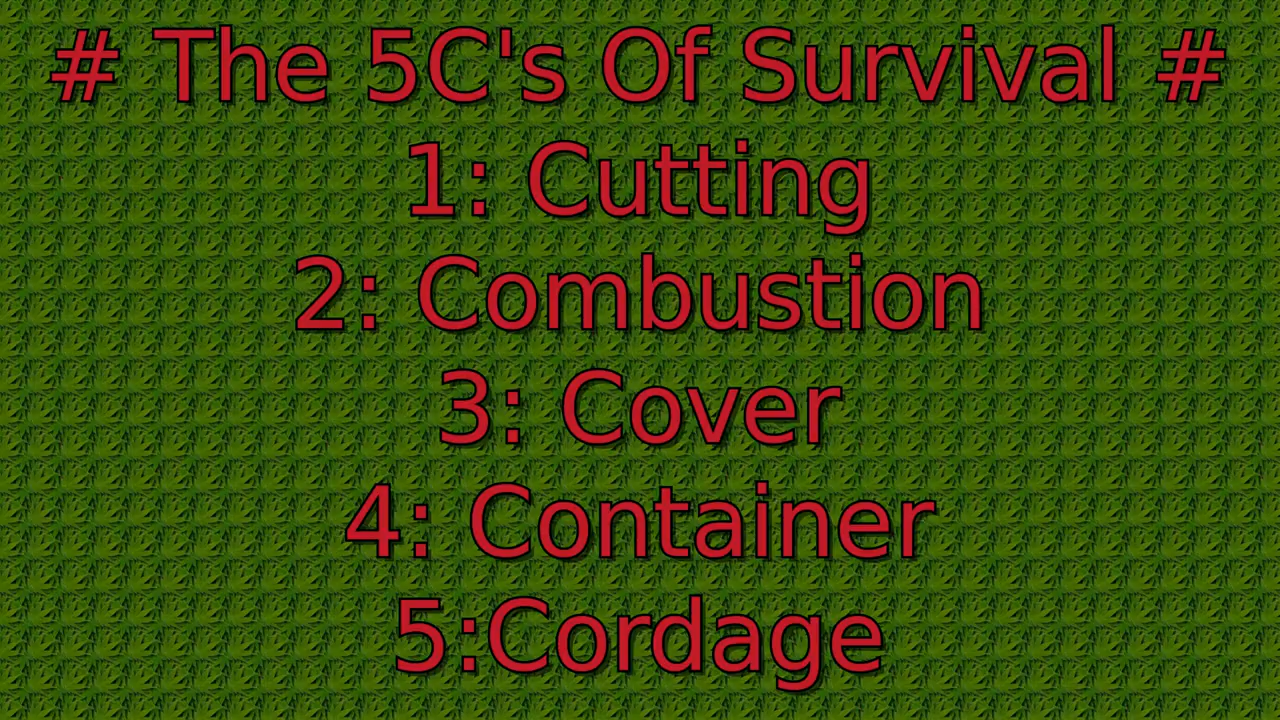 # The 5C's Of Survival #
1: Cutting
2: Combustion
3: Cover
4: Container
5:Cordage